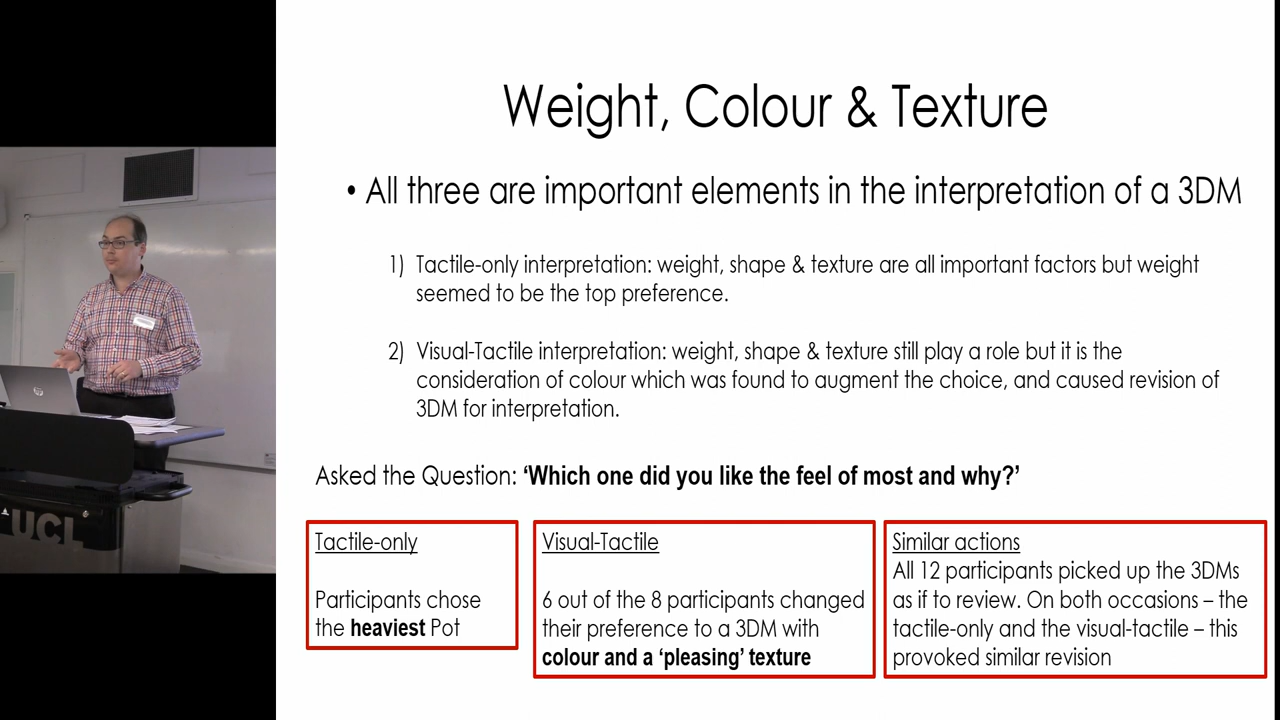 Weight, Colour & Texture
• All three are important elements in the interpretation of a 3DM
1) Tactile-only interpretation: weight, shape & texture are all important factors but weight
seemed to be the top preference.
2) Visual-Tactile interpretation: weight, shape & texture still play a role but it is the
consideration of colour which was found to augment the choice, and caused revision of
3DM for interpretation.
Asked the Question: ‘Which one did you like the feel of most and why?’
Tactile-only
Participants chose
the heaviest Pot
Visual-Tactile
6 out of the 8 participants changed
their preference to a 3DM with
colour and a ‘pleasing’ texture
Similar actions
All 12 participants picked up the 3DMs
as if to review. On both occasions – the
tactile-only and the visual-tactile – this
provoked similar revision
UCL